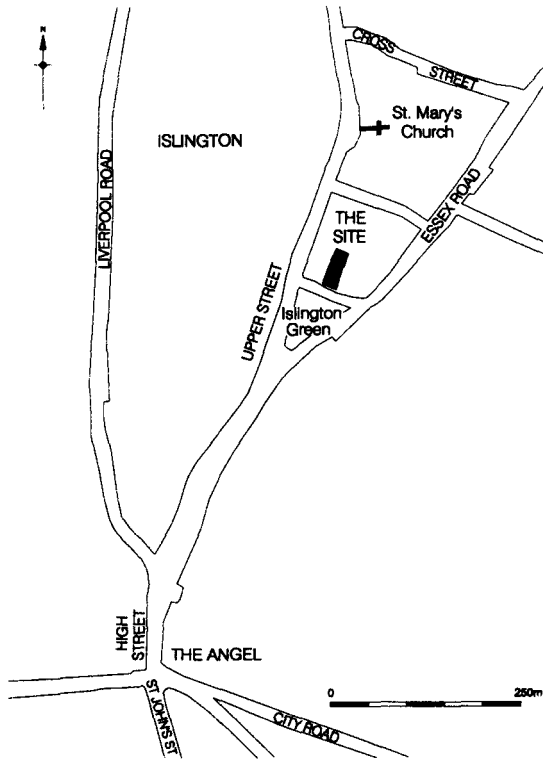 N
CROSS
STREET
St. Mary's
Church
ISLINGTON
LIVERPOOL ROAD
ESSEX ROAD
THE
SITE
UPPER STREET
Islington
Green
HIGH
STREET
THE ANGEL
ST JOHN'S ST
CITY ROAD
0
250m